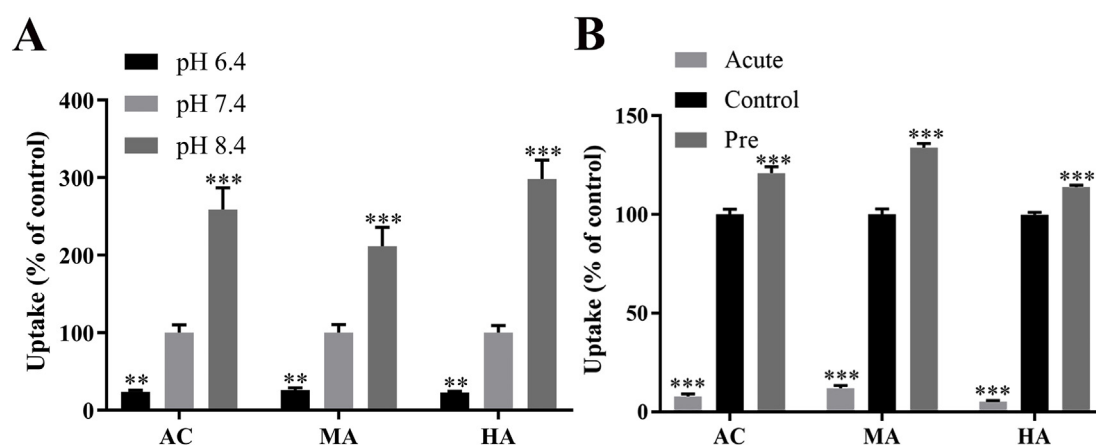 A
pH 6.4
pH 7.4
pH 8.4
Uptake (% of control)
400
300
200
100
0
**
***
**
***
**
***
AC
MA
HA
B
Acute
Control
Pre
Uptake (% of control)
150
100
50
0
***
***
***
***
***
***
AC
MA
HA